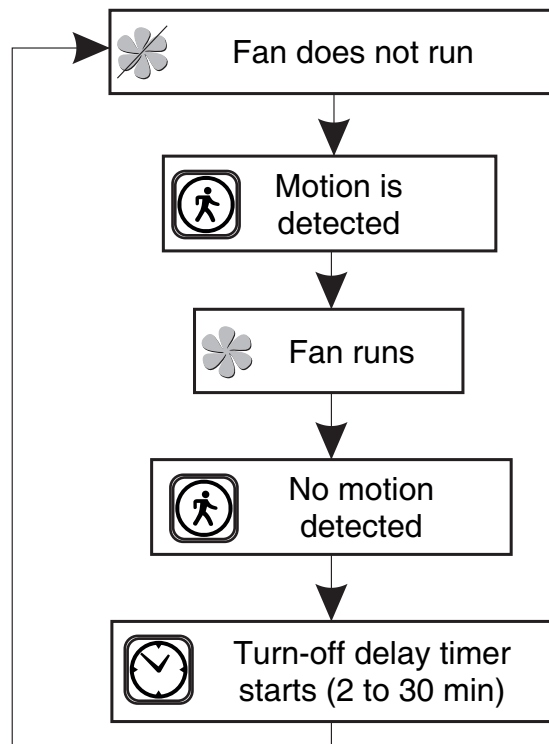 Fan does not run
Motion is
detected
Fan runs
No motion
detected
Turn-off delay timer
starts (2 to 30 min)